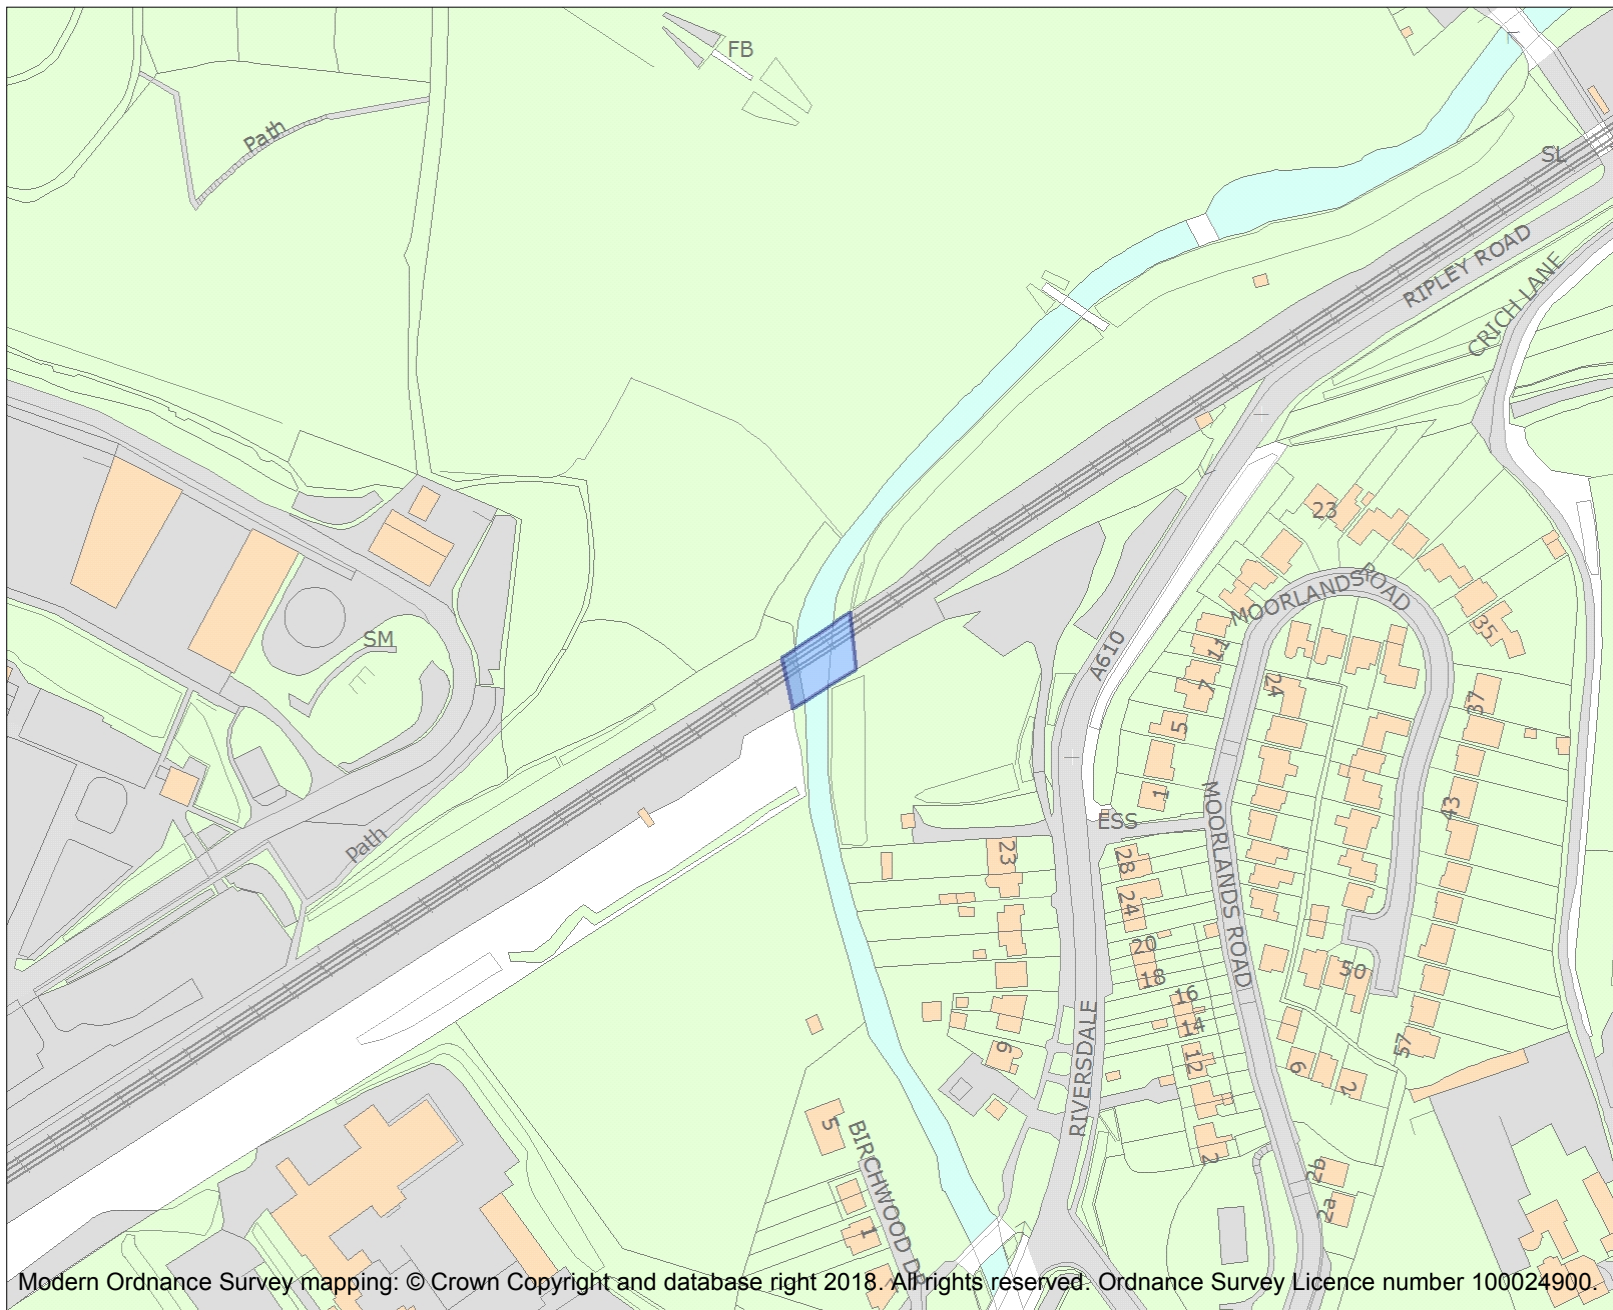 FB
Path
SL
RIPLEY ROAD
CRICH LANE
23
MOORLANDS ROAD
35
SM
A610
11
7
24
37
5
1
43
ESS
Path
23
28
24
MOORLANDS ROAD
20
18
50
16
14
RIVERSDALE
9
12
57
6
2
5
BIRCHWOOD DR
2
2b
2a
1
Modern Ordnance Survey mapping: © Crown Copyright and database right 2018. All rights reserved. Ordnance Survey Licence number 100024900.